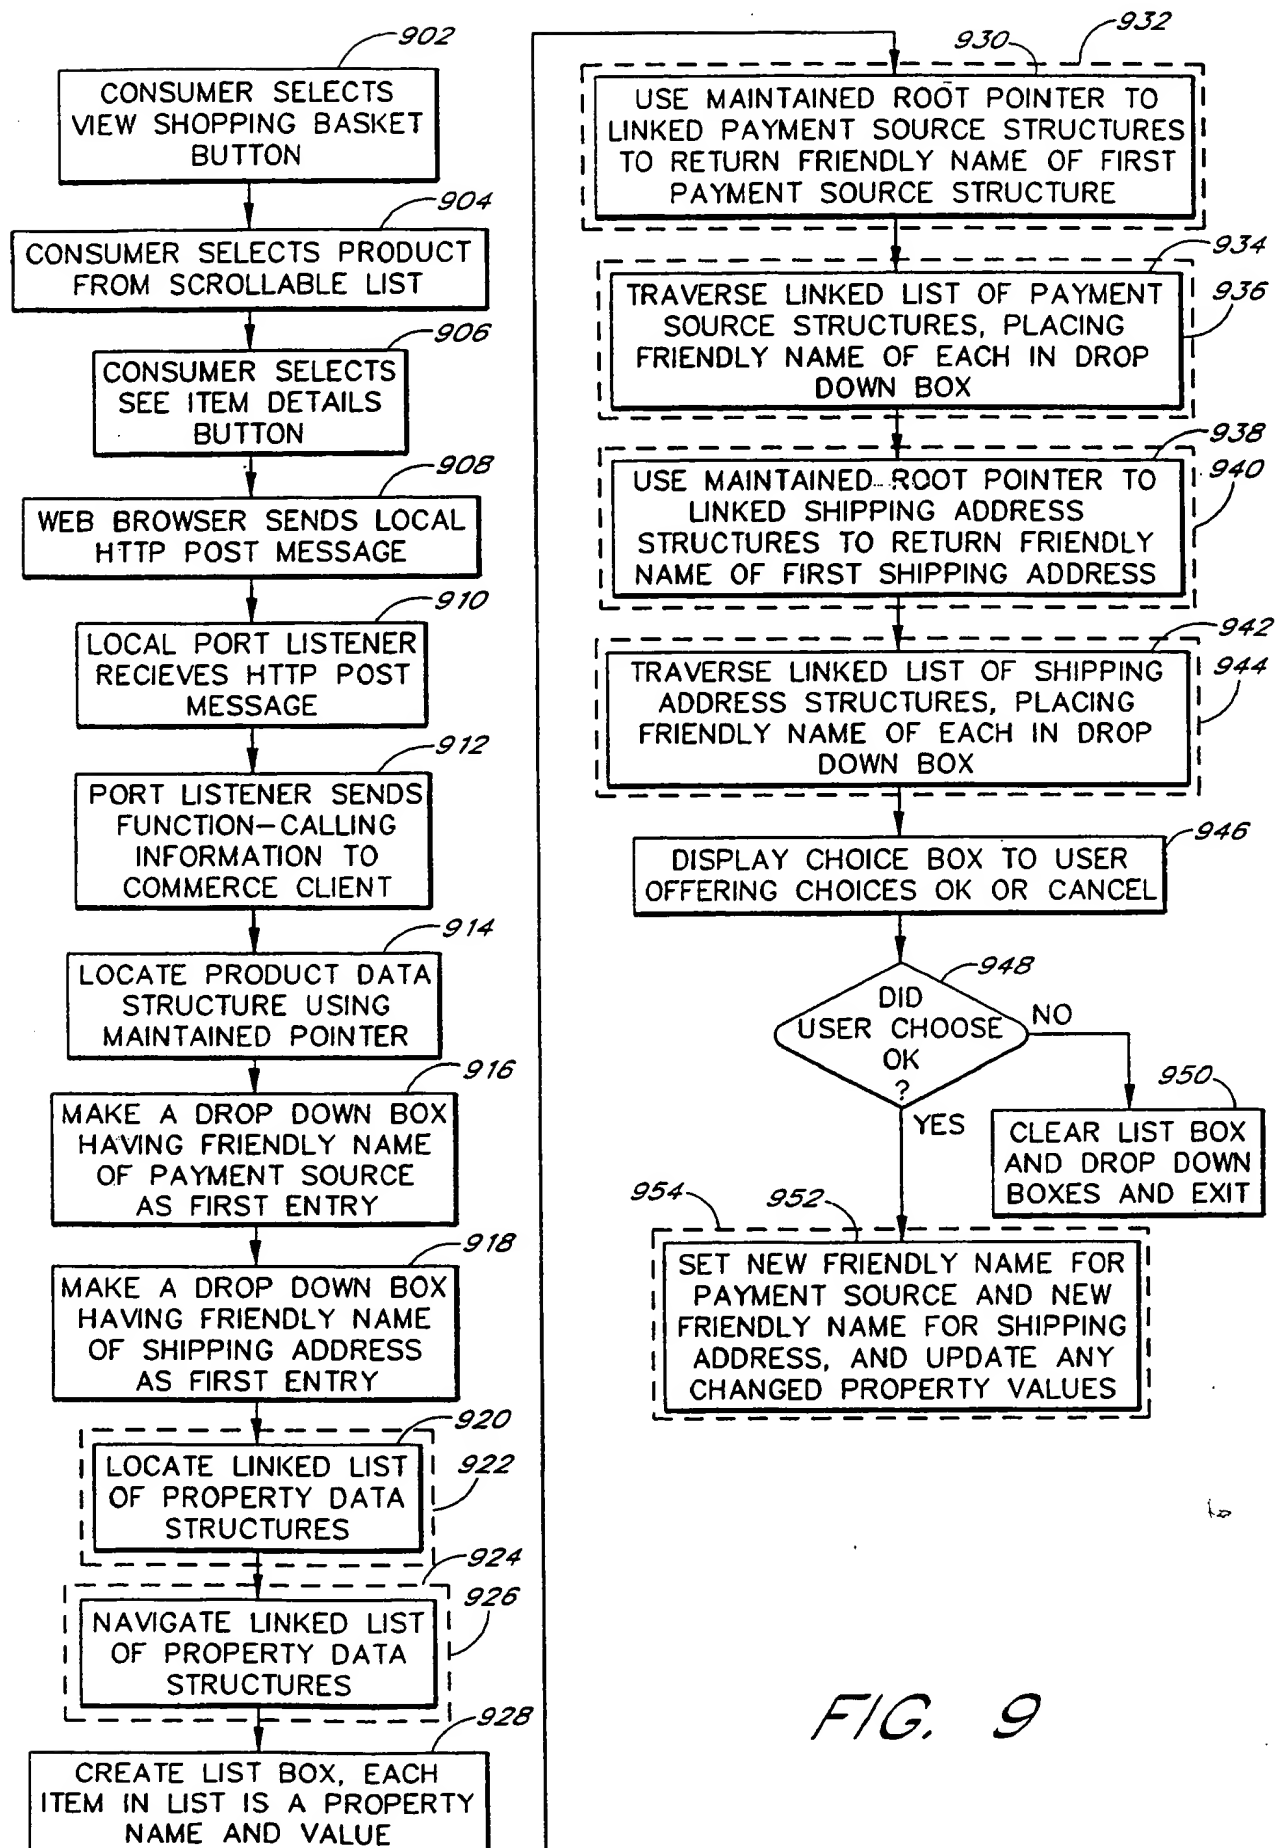 902
CONSUMER SELECTS
VIEW SHOPPING BASKET
BUTTON
904
CONSUMER SELECTS PRODUCT
FROM SCROLLABLE LIST
906
CONSUMER SELECTS
SEE ITEM DETAILS
BUTTON
908
WEB BROWSER SENDS LOCAL
HTTP POST MESSAGE
910
LOCAL PORT LISTENER
RECIEVES HTTP POST
MESSAGE
912
PORT LISTENER SENDS
FUNCTION-CALLING
INFORMATION TO
COMMERCE CLIENT
914
LOCATE PRODUCT DATA
STRUCTURE USING
MAINTAINED POINTER
916
MAKE A DROP DOWN BOX
HAVING FRIENDLY NAME
OF PAYMENT SOURCE
AS FIRST ENTRY
918
MAKE A DROP DOWN BOX
HAVING FRIENDLY NAME
OF SHIPPING ADDRESS
AS FIRST ENTRY
920
922
LOCATE LINKED LIST
OF PROPERTY DATA
STRUCTURES
924
926
NAVIGATE LINKED LIST
OF PROPERTY DATA
STRUCTURES
928
CREATE LIST BOX, EACH
ITEM IN LIST IS A PROPERTY
NAME AND VALUE
930
932
USE MAINTAINED ROOT POINTER TO
LINKED PAYMENT SOURCE STRUCTURES
TO RETURN FRIENDLY NAME OF FIRST
PAYMENT SOURCE STRUCTURE
934
936
TRAVERSE LINKED LIST OF PAYMENT
SOURCE STRUCTURES, PLACING
FRIENDLY NAME OF EACH IN DROP
DOWN BOX
938
940
USE MAINTAINED ROOT POINTER TO
LINKED SHIPPING ADDRESS
STRUCTURES TO RETURN FRIENDLY
NAME OF FIRST SHIPPING ADDRESS
942
944
TRAVERSE LINKED LIST OF SHIPPING
ADDRESS STRUCTURES, PLACING
FRIENDLY NAME OF EACH IN DROP
DOWN BOX
946
DISPLAY CHOICE BOX TO USER
OFFERING CHOICES OK OR CANCEL
948
DID
USER CHOOSE
OK
?
NO
YES
950
CLEAR LIST BOX
AND DROP DOWN
BOXES AND EXIT
954
952
SET NEW FRIENDLY NAME FOR
PAYMENT SOURCE AND NEW
FRIENDLY NAME FOR SHIPPING
ADDRESS, AND UPDATE ANY
CHANGED PROPERTY VALUES
FIG. 9